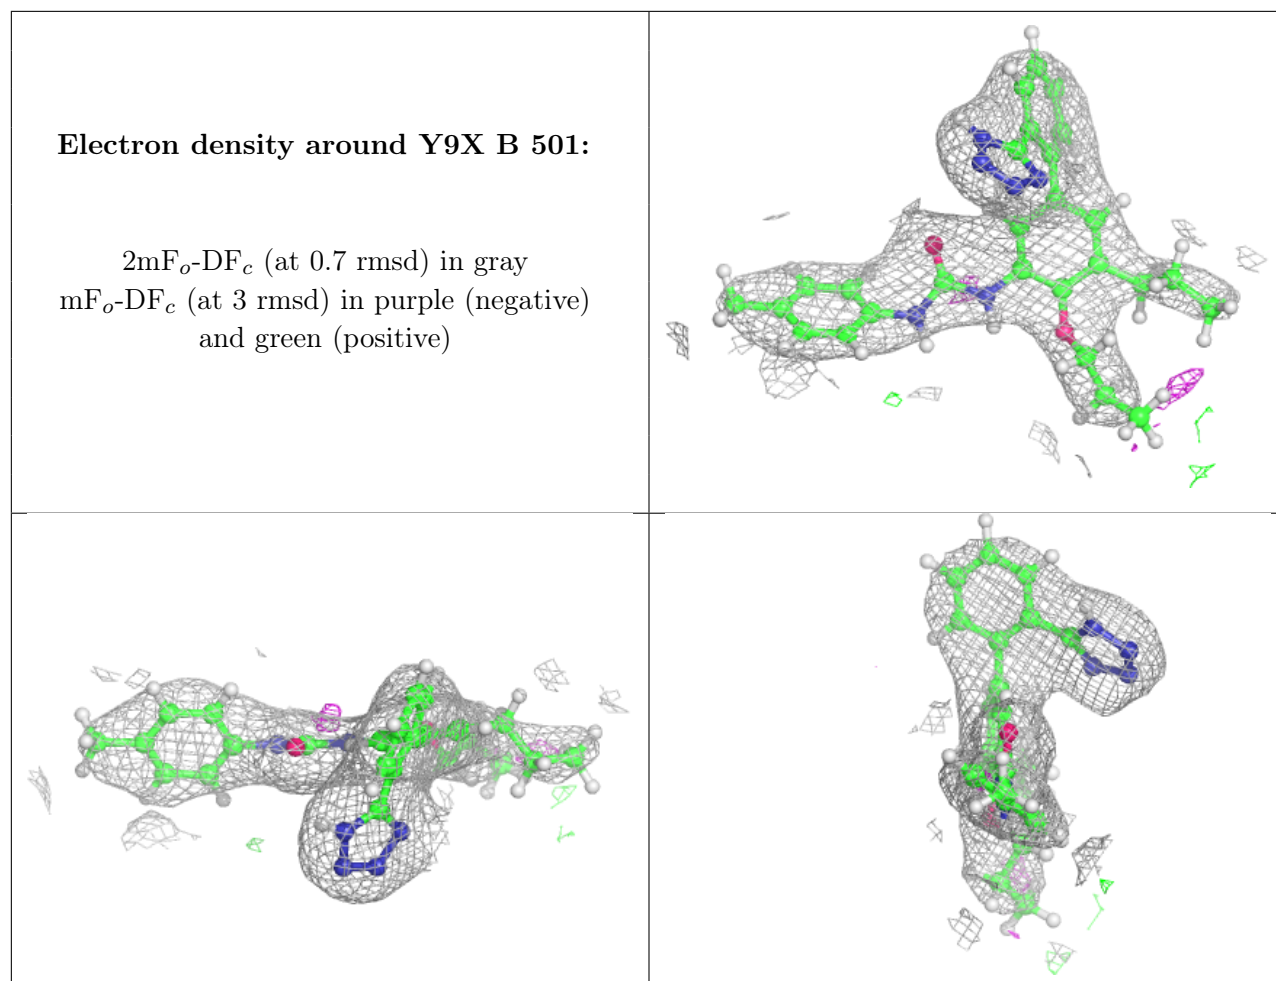 Electron density around Y9X B 501:
2mFo-DFc (at 0.7 rmsd) in gray
mFo-DFc (at 3 rmsd) in purple (negative)
and green (positive)